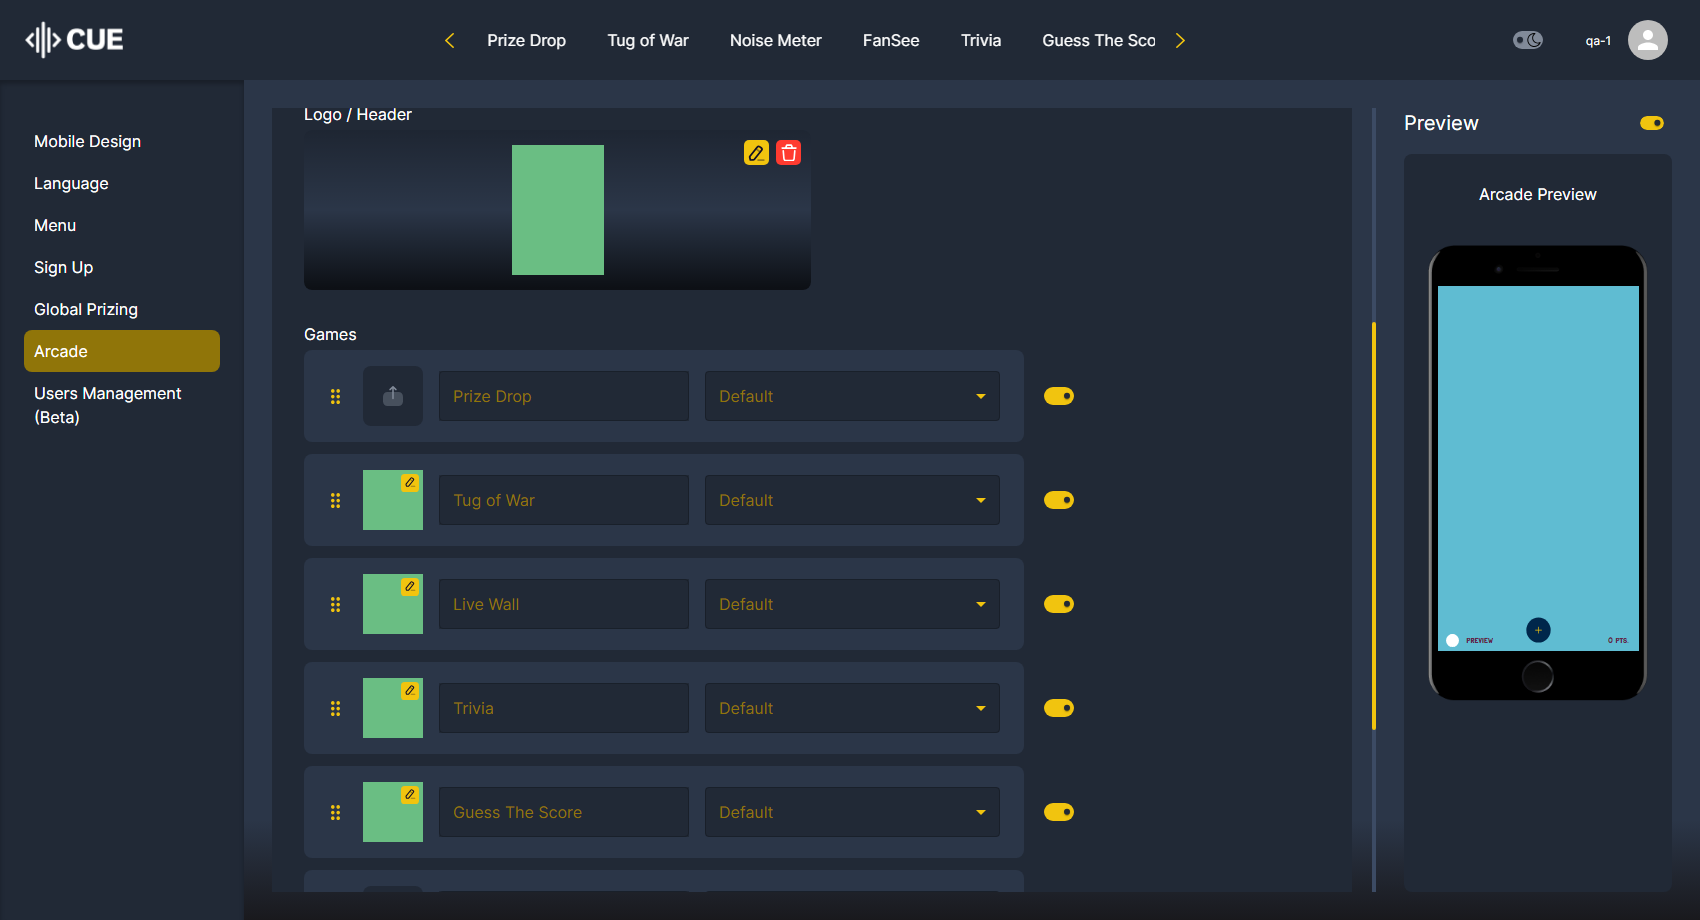 CUE
Prize Drop
Tug of War
Noise Meter
FanSee
Trivia
Guess The Sco
qa-1
Mobile Design
Language
Menu
Sign Up
Global Prizing
Arcade
Users Management
(Beta)
Logo / Header
Games
Prize Drop
Default
Tug of War
Default
Live Wall
Default
Trivia
Default
Guess The Score
Default
Preview
Arcade Preview
PREVIEW
0 PTS.